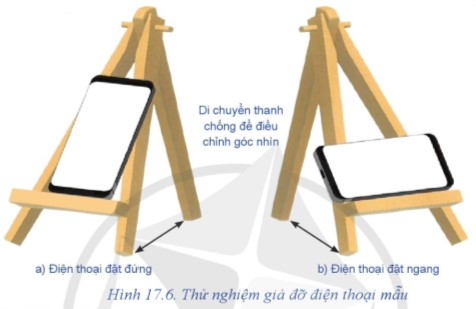 Di chuyển thanh
chống để điều
chỉnh góc nhìn
a) Điện thoại đặt đứng
b) Điện thoại đặt ngang
Hình 17.6. Thử nghiệm giá đỡ điện thoại mẫu